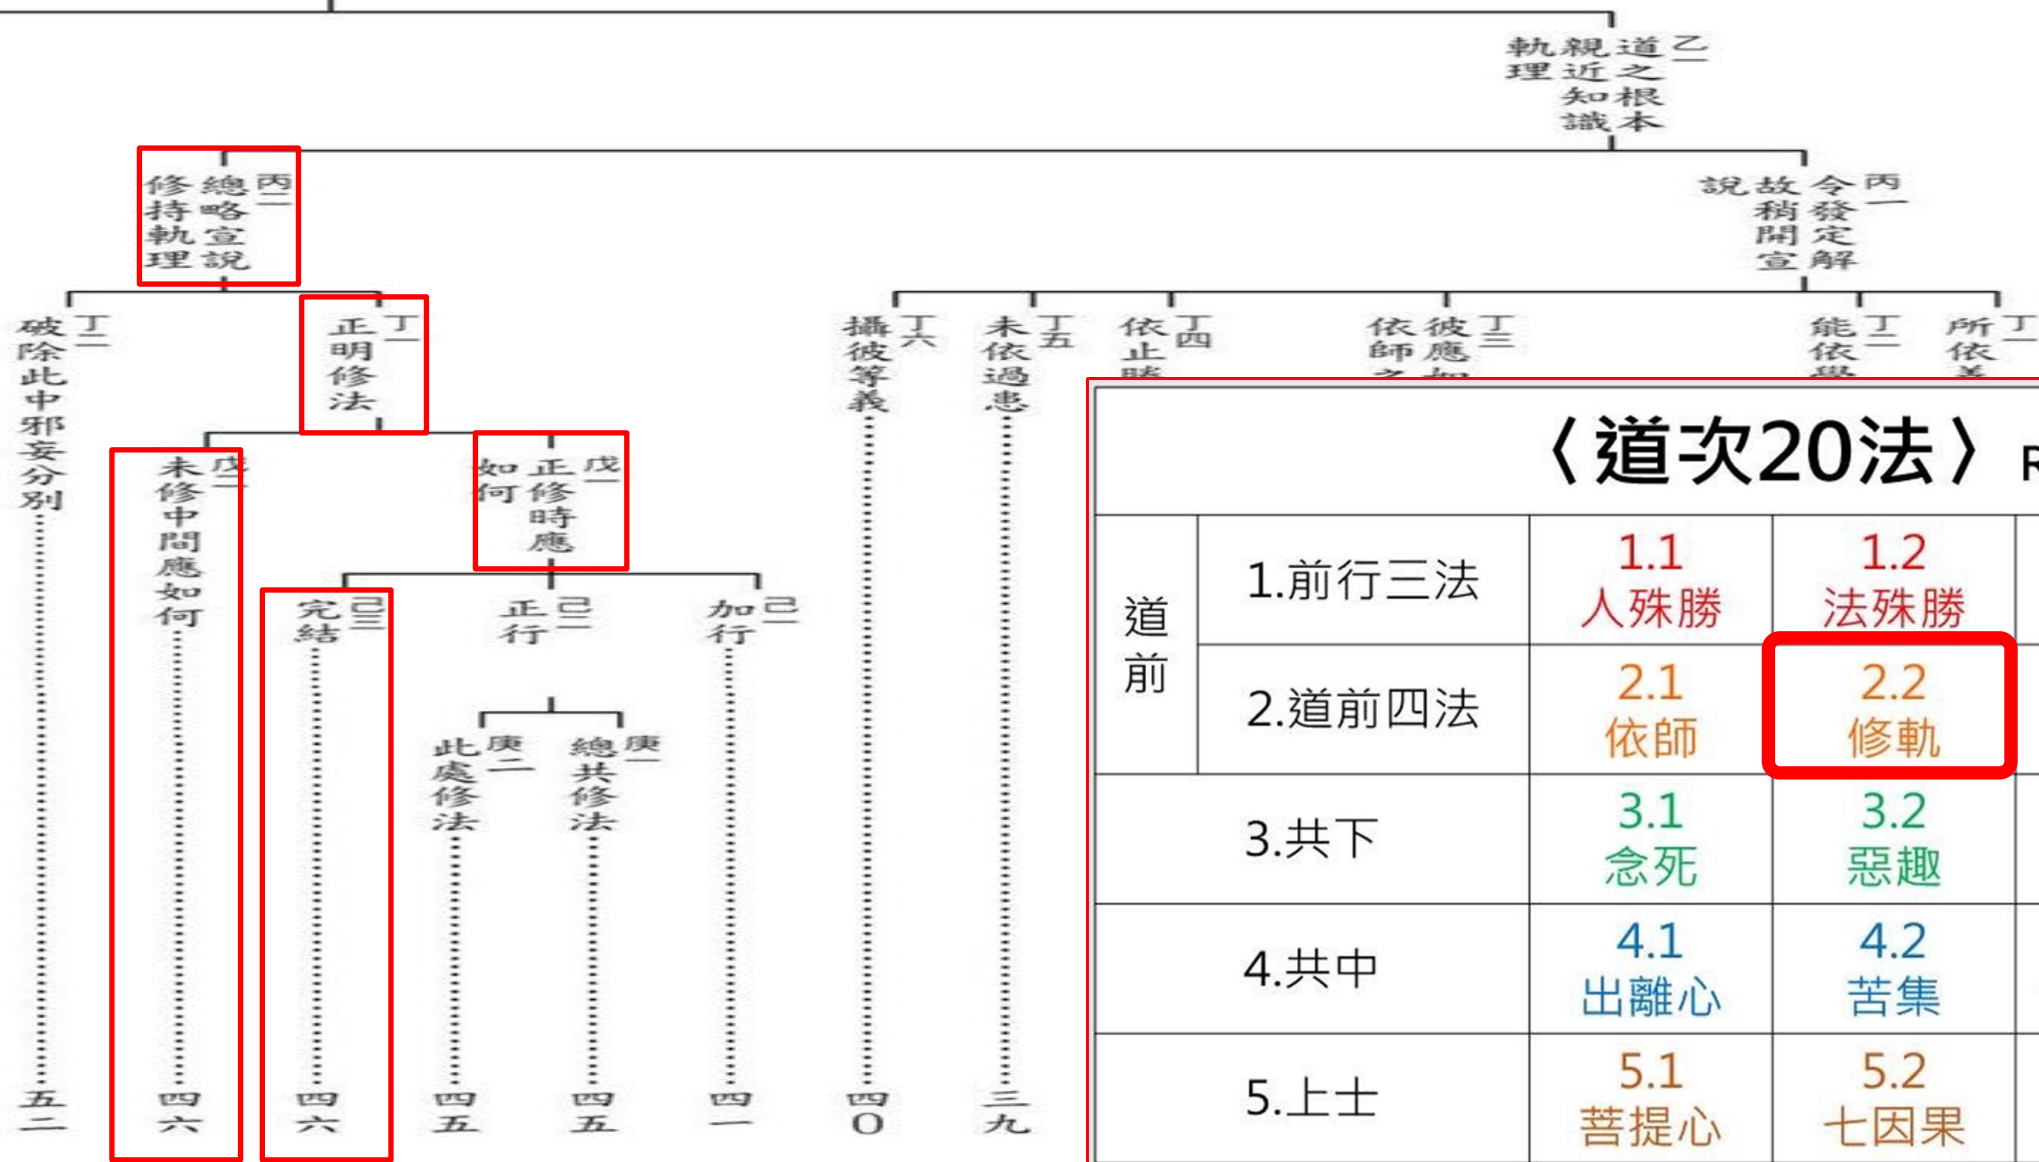 乙一
道之根本
親近知識
軌理
丙一
令發定解
故稍開宣
說
丙二
總略宣說
修持軌理
丁一
所依善
丁二
能依學
丁三
彼應如
依師之
丁四
依止勝
丁五
未依過患
三九
丁六
攝彼等義
四〇
丁一
正明修法
丁二
破除此中邪妄分別
五二
戊一
正修時應
如何
戊二
未修中間應如何
四六
己一
加行
四一
己二
正行
己三
完結
四六
庚一
總共修法
四五
庚二
此處修法
四五
〈道次20法〉R
道前
1.前行三法
1.1
人殊勝
1.2
法殊勝
2.道前四法
2.1
依師
2.2
修軌
3.共下
3.1
念死
3.2
惡趣
4.共中
4.1
出離心
4.2
苦集
5.上士
5.1
菩提心
5.2
七因果